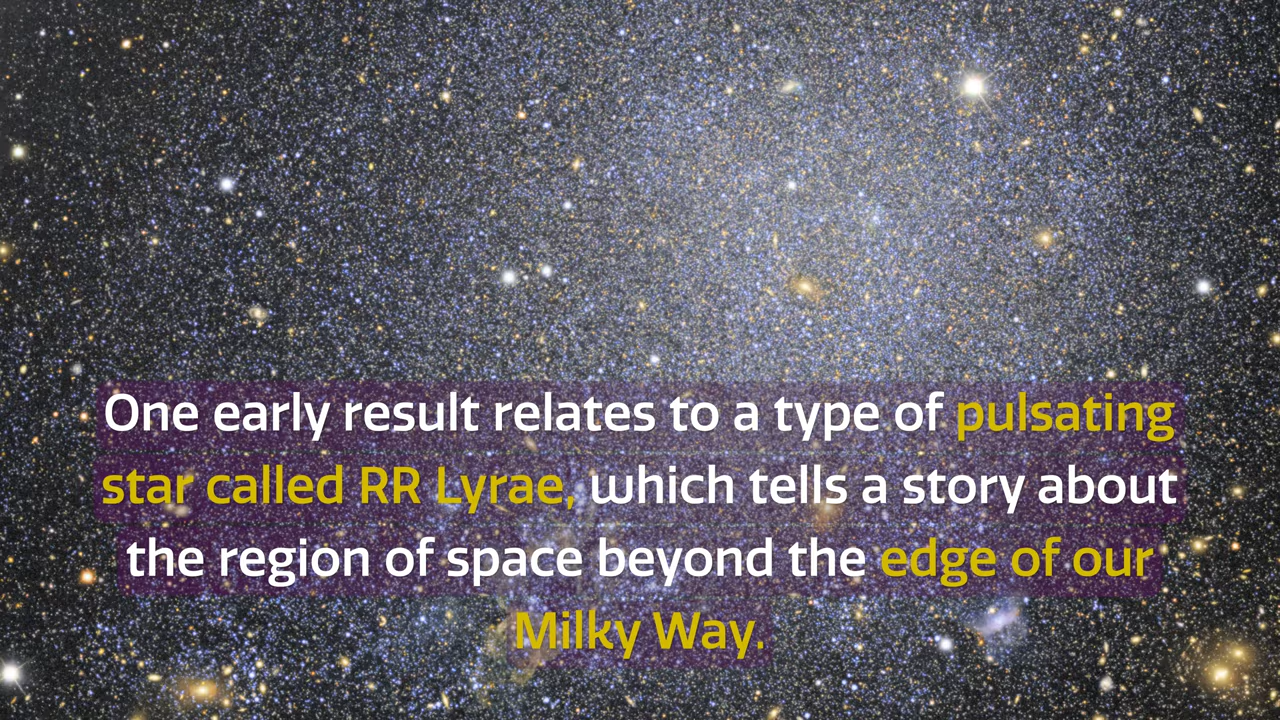 One early result relates to a type of pulsating
star called RR Lyrae, which tells a story about
the region of space beyond the edge of our
Milky Way.